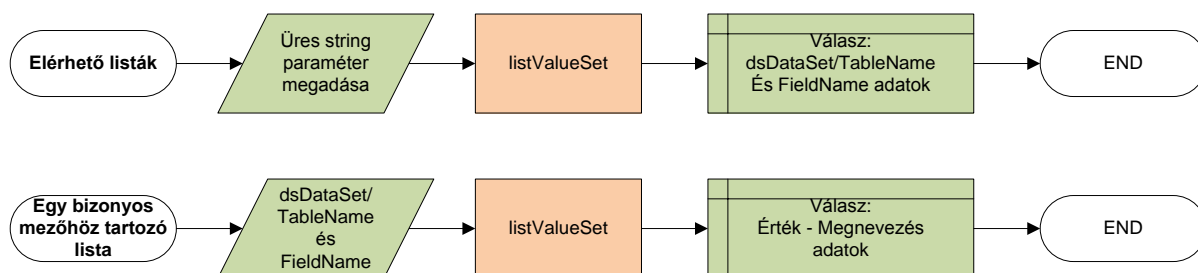 Elérhető listák
Üres string
paraméter
megadása
listValueSet
Válasz:
dsDataSet/TableName
És FieldName adatok
END
Egy bizonyos
mezőhöz tartozó
lista
dsDataSet/
TableName
és
FieldName
listValueSet
Válasz:
Érték - Megnevezés
adatok
END